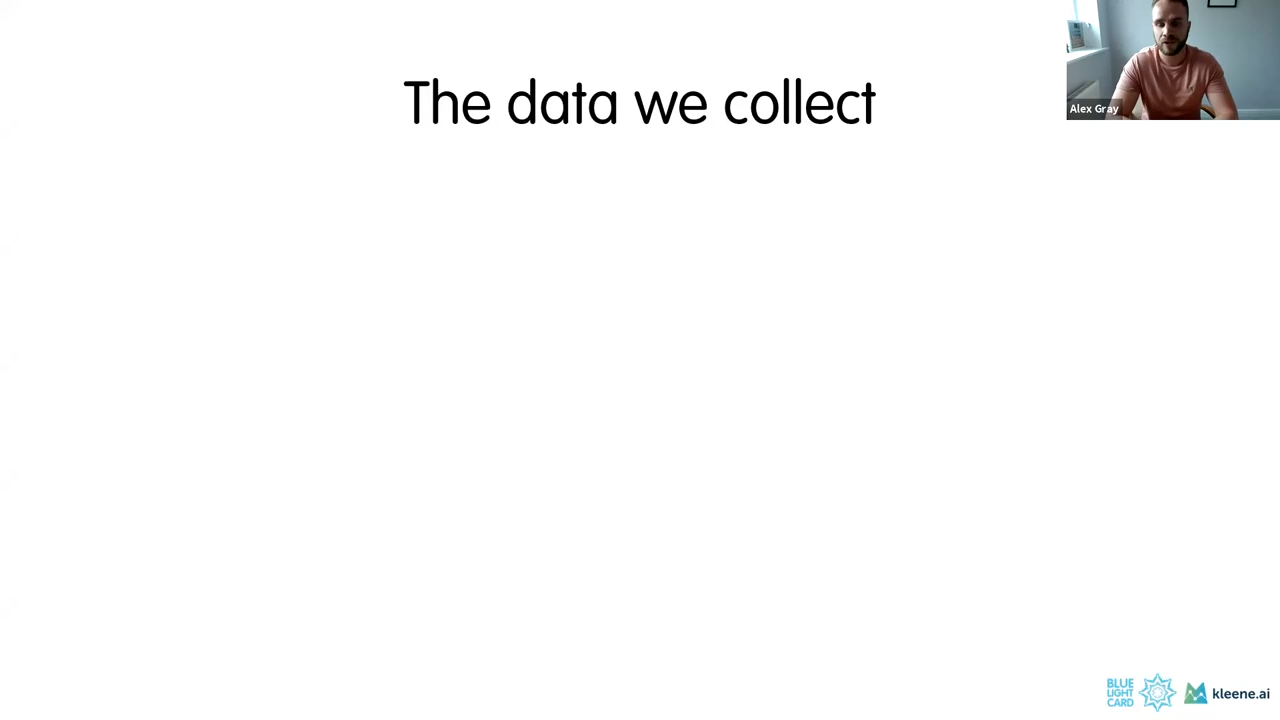 The data we collect
Alex Gray
BLUE
LIGHT
CARD
kleene.ai